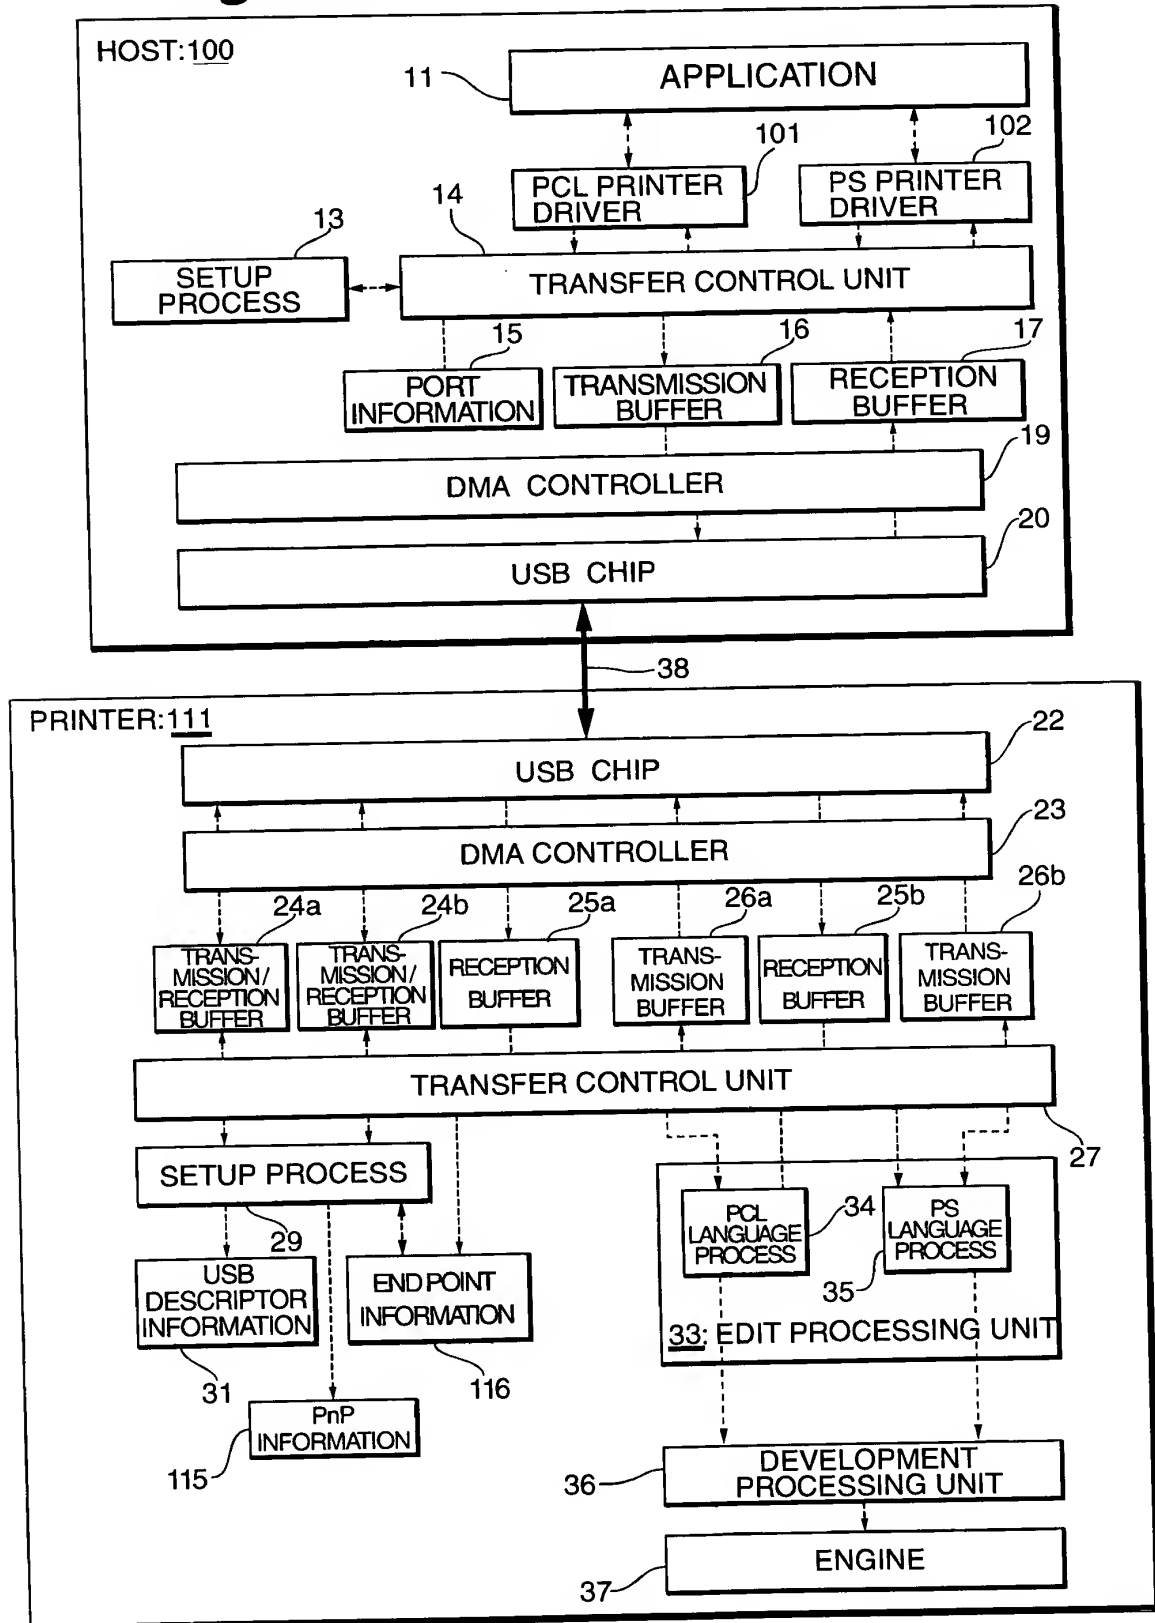 HOST:100
11
APPLICATION
101
102
PCL PRINTER
DRIVER
PS PRINTER
DRIVER
13
14
SETUP
PROCESS
TRANSFER CONTROL UNIT
15
16
17
PORT
INFORMATION
TRANSMISSION
BUFFER
RECEPTION
BUFFER
19
DMA CONTROLLER
20
USB CHIP
38
PRINTER:111
22
USB CHIP
23
DMA CONTROLLER
24a
24b
25a
26a
25b
26b
TRANS-
MISSION/
RECEPTION
BUFFER
TRANS-
MISSION/
RECEPTION
BUFFER
RECEPTION
BUFFER
TRANS-
MISSION
BUFFER
RECEPTION
BUFFER
TRANS-
MISSION
BUFFER
TRANSFER CONTROL UNIT
27
SETUP PROCESS
29
PCL
LANGUAGE
PROCESS
34
PS
LANGUAGE
PROCESS
35
USB
DESCRIPTOR
INFORMATION
END POINT
INFORMATION
33: EDIT PROCESSING UNIT
31
116
PnP
INFORMATION
115
36
DEVELOPMENT
PROCESSING UNIT
37
ENGINE